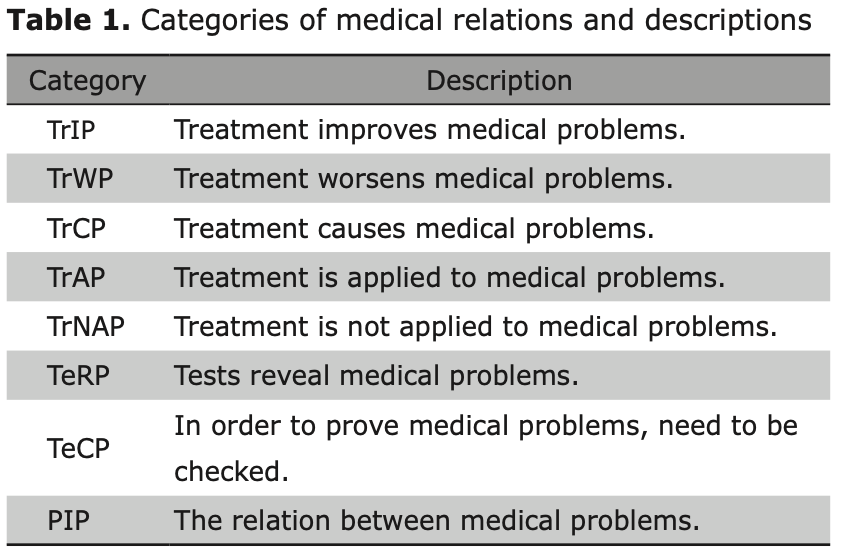 Table 1. Categories of medical relations and descriptions
Category Description
TrIP Treatment improves medical problems.
TrWP Treatment worsens medical problems.
TrCP Treatment causes medical problems.
TrAP Treatment is applied to medical problems.
TrNAP Treatment is not applied to medical problems.
TeRP Tests reveal medical problems.
TeCP In order to prove medical problems, need to be
checked.
PIP The relation between medical problems.